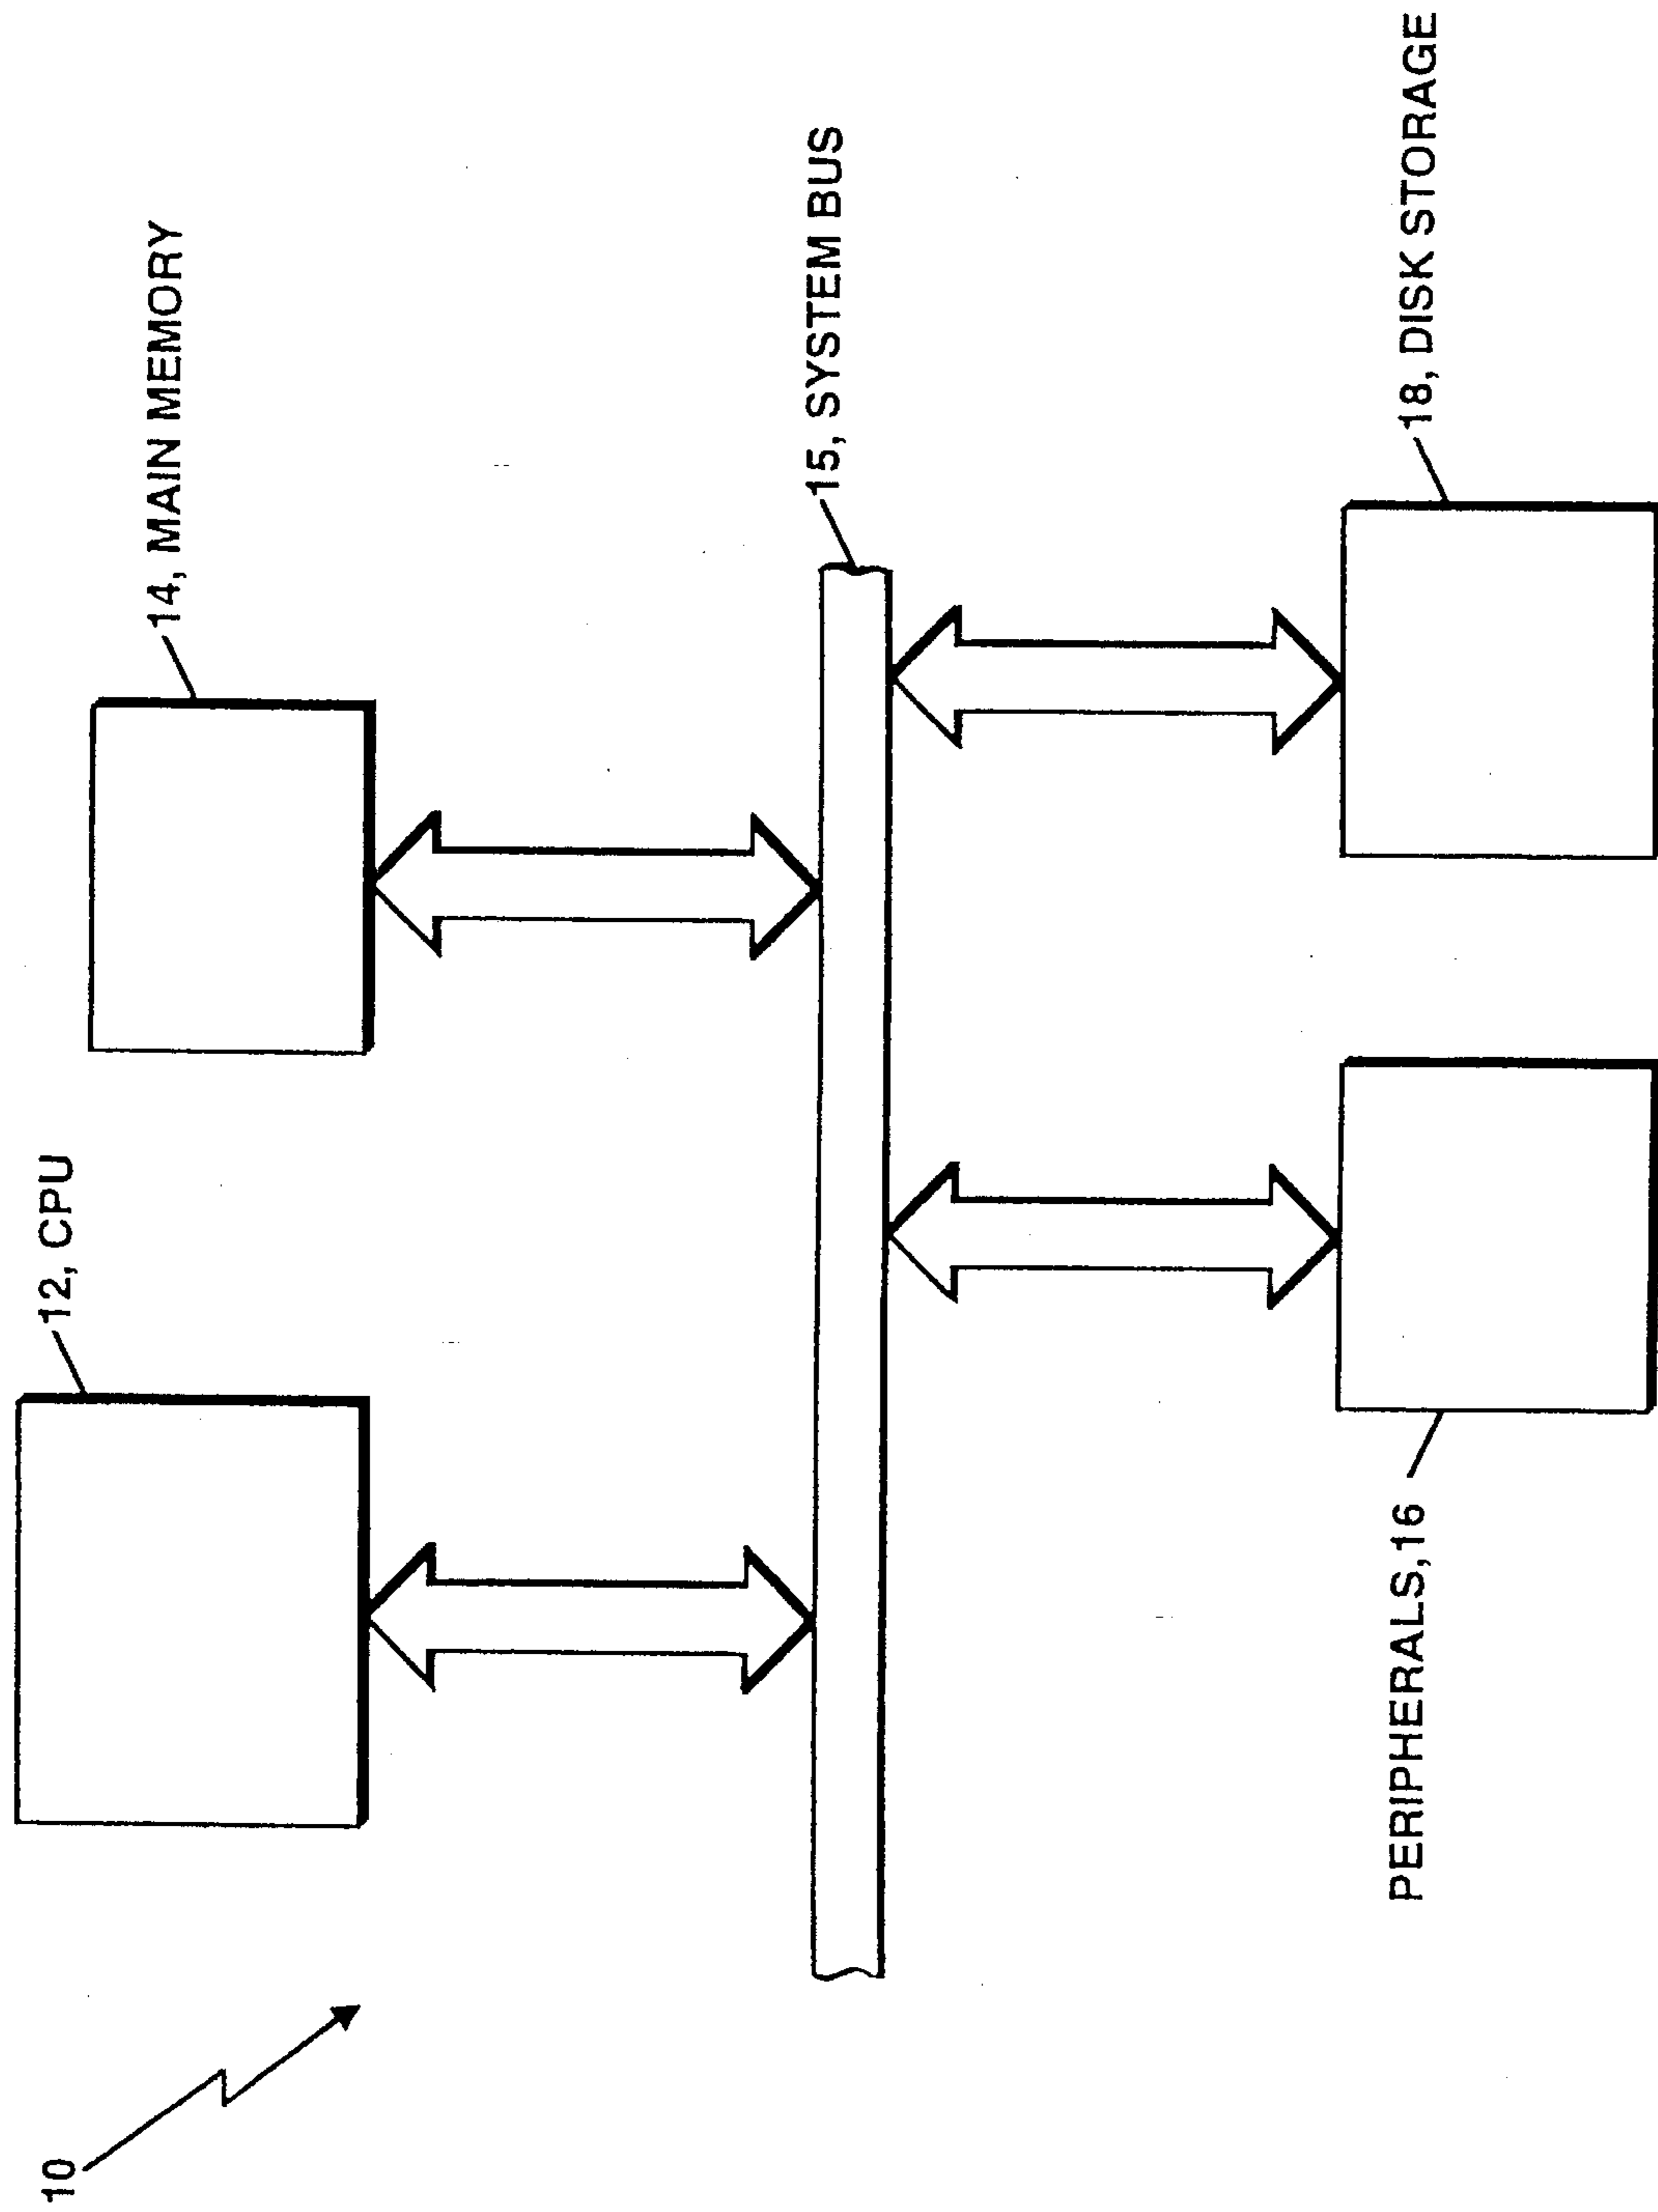 10
12, CPU
14, MAIN MEMORY
15, SYSTEM BUS
PERIPHERALS,16
18, DISK STORAGE